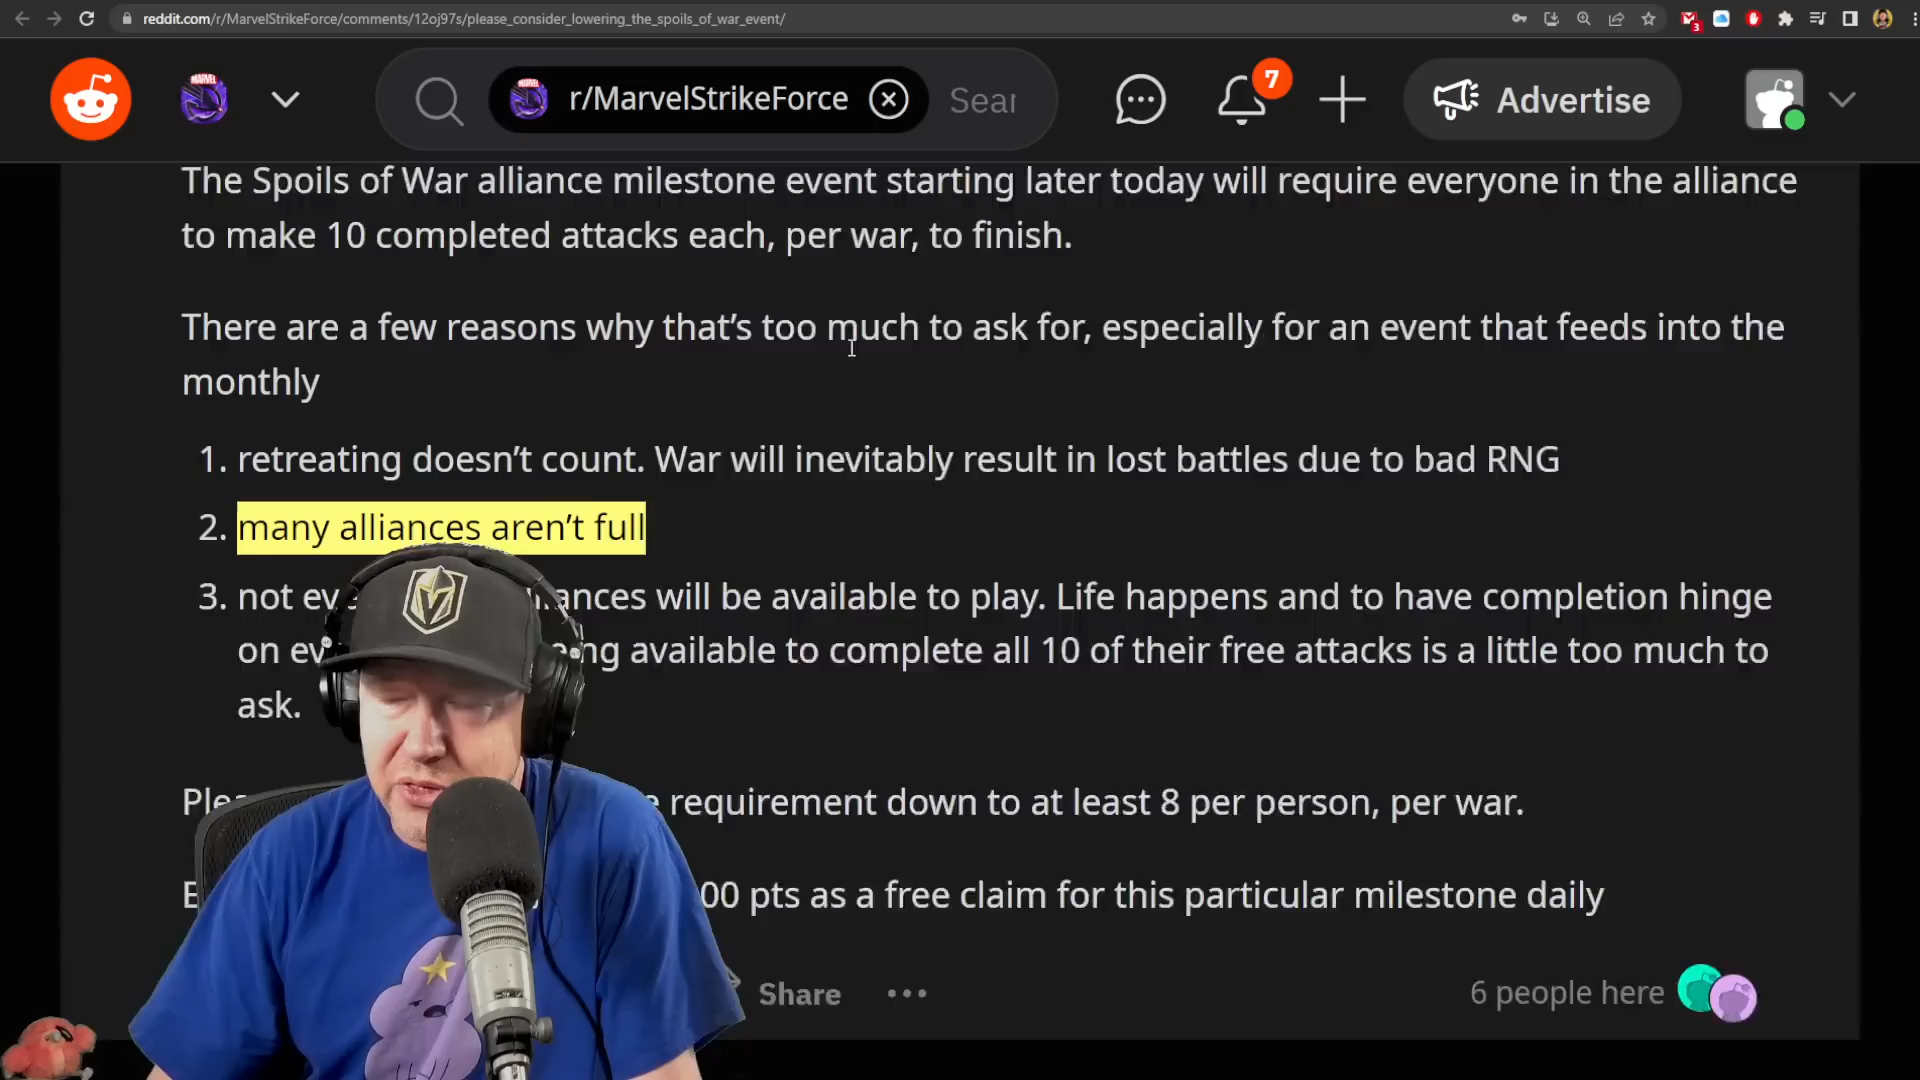 reddit.com/r/MarvelStrikeForce/comments/12oj97s/please_consider_lowering_the_spoils_of_war_event/
3
MARVEL
MARVEL
r/MarvelStrikeForce
Sear
7
Advertise
The Spoils of War alliance milestone event starting later today will require everyone in the alliance
to make 10 completed attacks each, per war, to finish.
There are a few reasons why that's too much to ask for, especially for an event that feeds into the
monthly
1. retreating doesn't count. War will inevitably result in lost battles due to bad RNG
2. many alliances aren't full
3. not ev ances will be available to play. Life happens and to have completion hinge
on ev ng available to complete all 10 of their free attacks is a little too much to
ask.
Ple e requirement down to at least 8 per person, per war.
E 00 pts as a free claim for this particular milestone daily
Share
6 people here